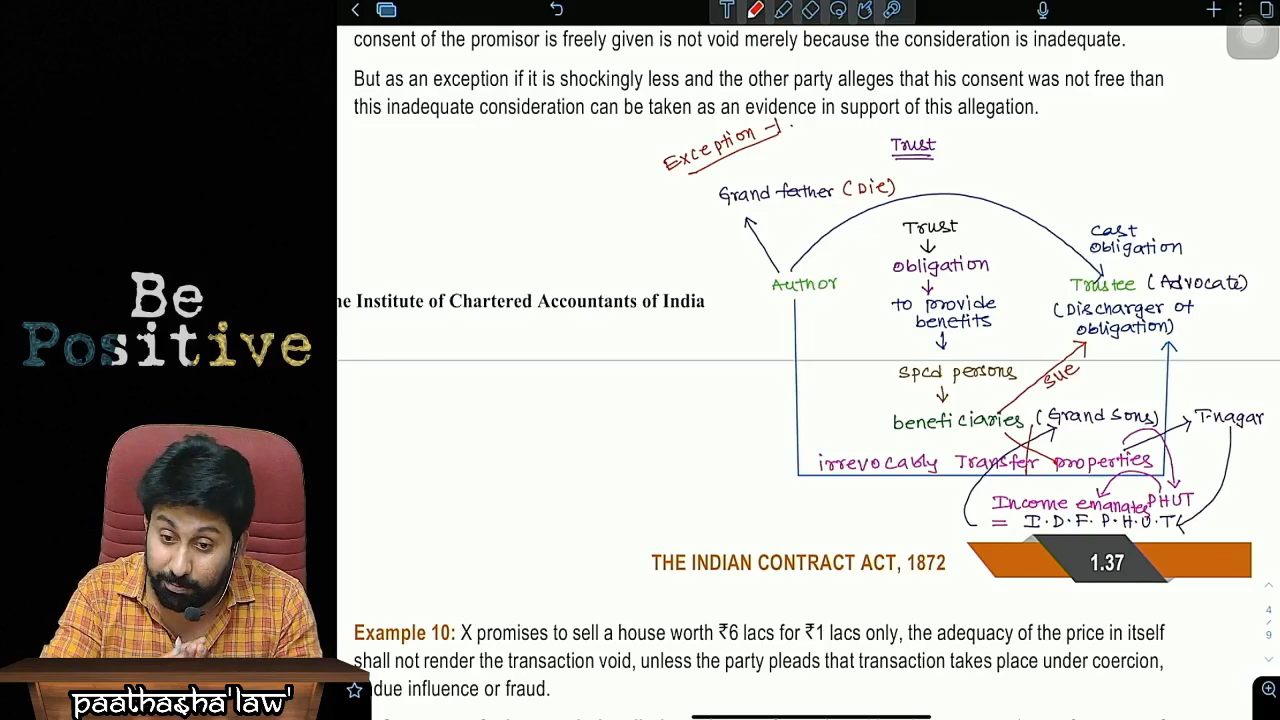 consent of the promisor is freely given is not void merely because the consideration is inadequate.
But as an exception if it is shockingly less and the other party alleges that his consent was not free than
this inadequate consideration can be taken as an evidence in support of this allegation.
Exception →
Trust
Grand father (Die)
Trust
obligation
to provide
benefits
spcd persons
beneficiaries (Grand sons)
T-nagar
Author
cast
obligation
Trustee (Advocate)
(Discharger of
obligation)
sue
irrevocably Transfer properties
Income emanates PHUT
= I.D.F.P.H.U.T
he Institute of Chartered Accountants of India
Be
Positive
THE INDIAN CONTRACT ACT, 1872
1.37
Example 10: X promises to sell a house worth ₹6 lacs for ₹1 lacs only, the adequacy of the price in itself
shall not render the transaction void, unless the party pleads that transaction takes place under coercion,
due influence or fraud.
paathasha'law'
4
9